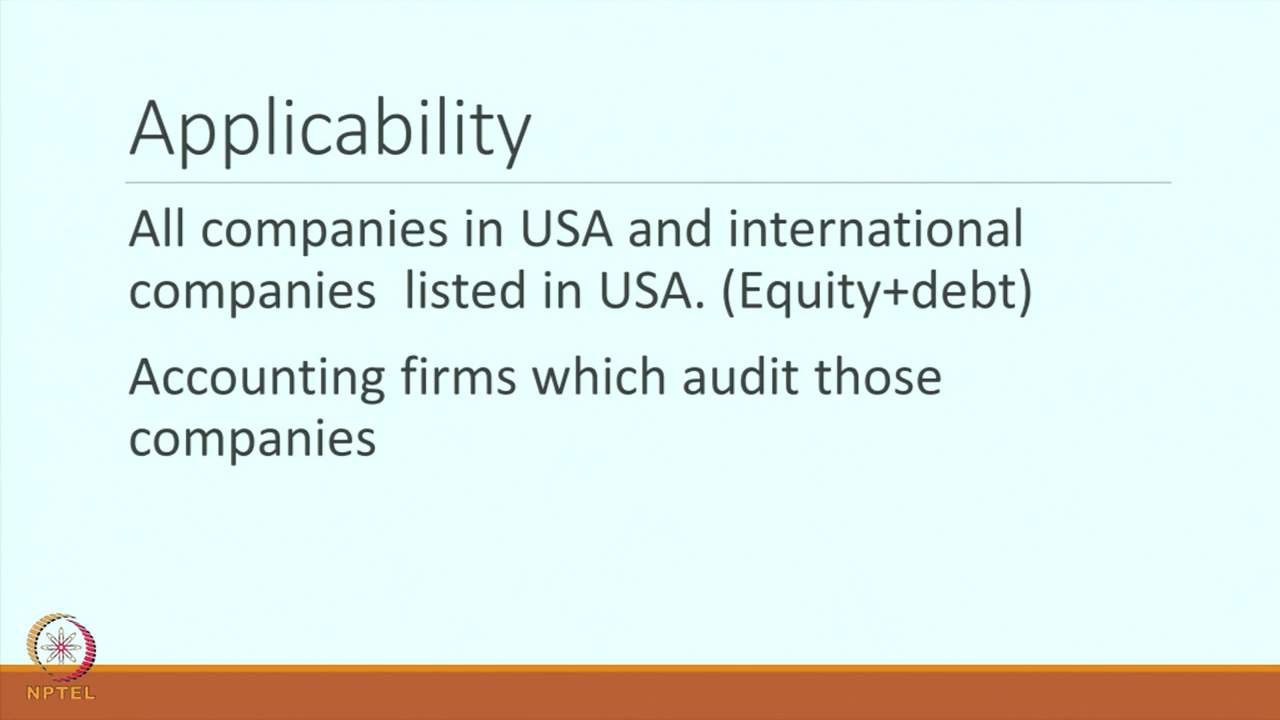 Applicability
All companies in USA and international
companies  listed in USA. (Equity+debt)
Accounting firms which audit those
companies
NPTEL